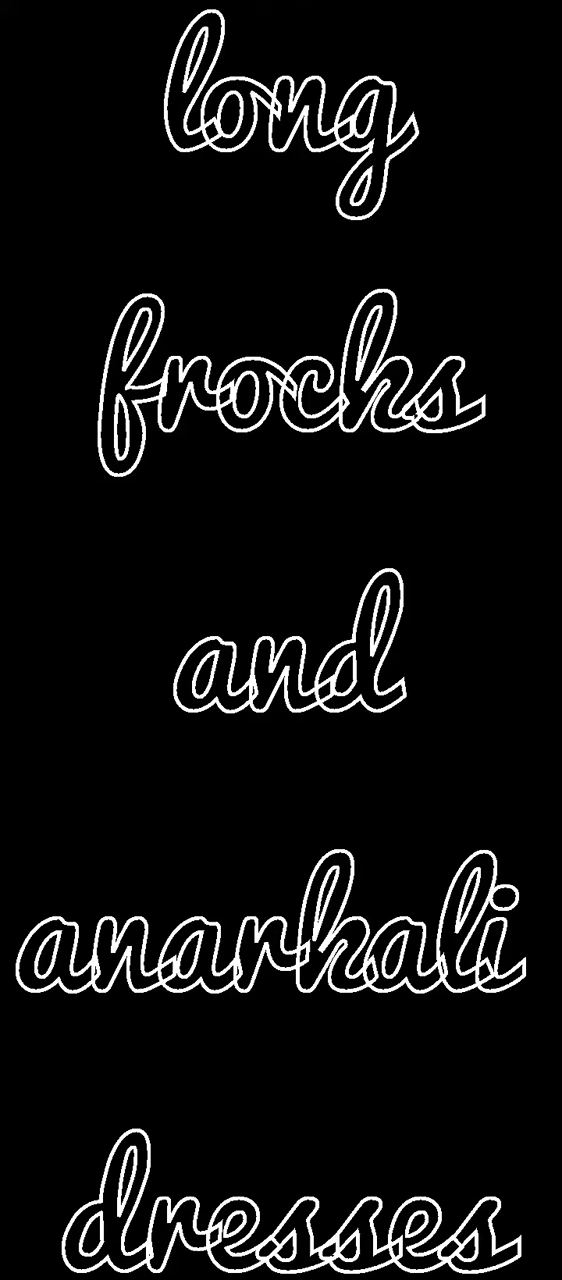 long
frocks
and
anarkali
dresses